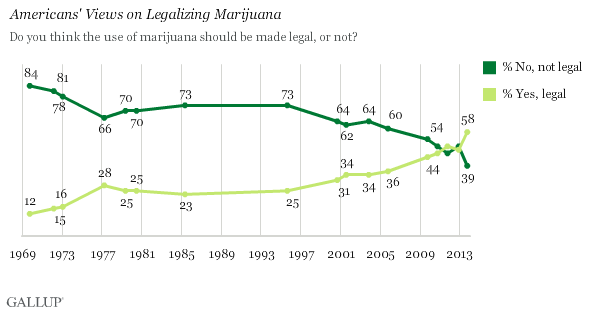 Americans' Views on Legalizing Marijuana
Do you think the use of marijuana should be made legal, or not?
% No, not legal
% Yes, legal
84 81 78 66 70 70 73 73 64 62 64 60 54 39
12 15 16 28 25 25 23 25 31 34 34 36 44 58
1969 1973 1977 1981 1985 1989 1993 1997 2001 2005 2009 2013
GALLUP®